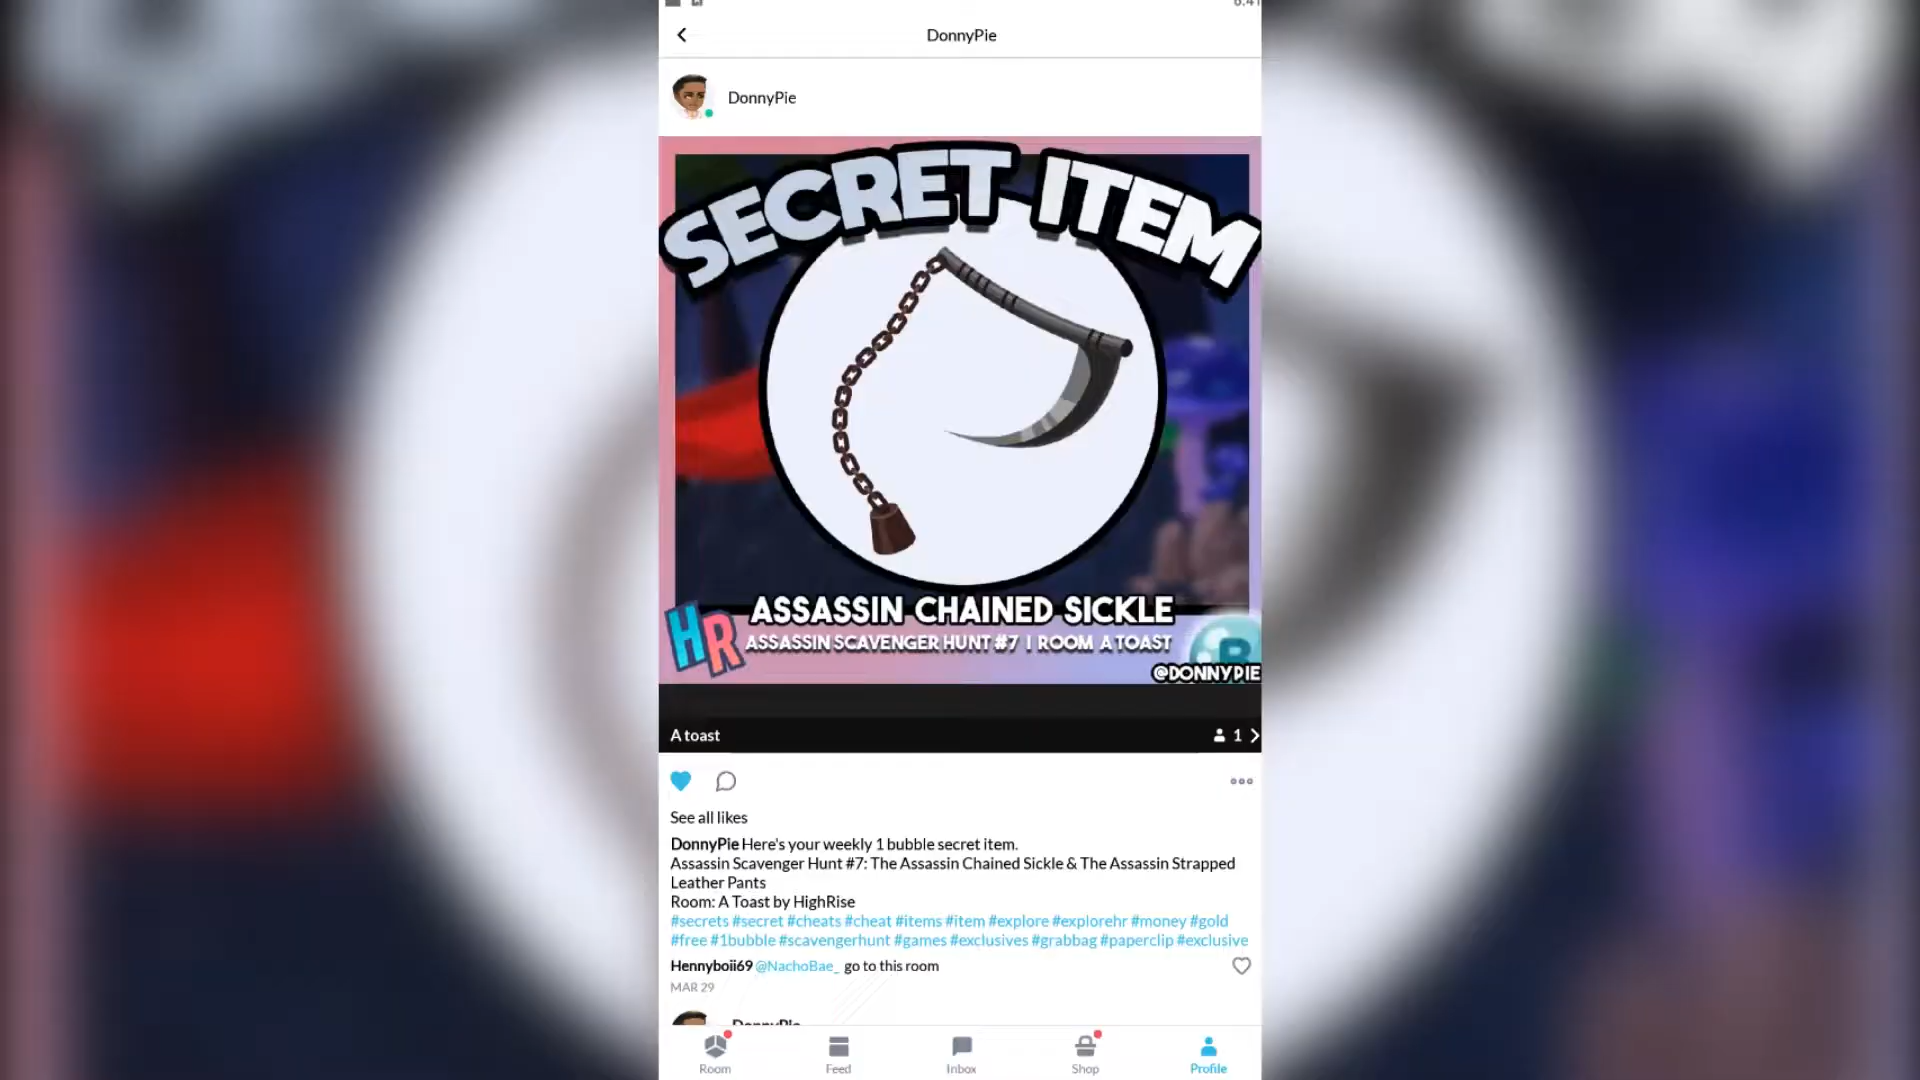 DonnyPie
DonnyPie
SECRET ITEM
ASSASSIN CHAINED SICKLE
HR
ASSASSIN SCAVENGER HUNT #7 | ROOM A TOAST
B
@DONNYPIE
A toast
1
See all likes
DonnyPie Here's your weekly 1 bubble secret item.
Assassin Scavenger Hunt #7: The Assassin Chained Sickle & The Assassin Strapped
Leather Pants
Room: A Toast by HighRise
#secrets #secret #cheats #cheat #items #item #explore #explorehr #money #gold
#free #1bubble #scavengerhunt #games #exclusives #grabbag #paperclip #exclusive
Hennyboii69 @NachoBae_ go to this room
MAR 29
DonnyPie
Room
Feed
Inbox
Shop
Profile